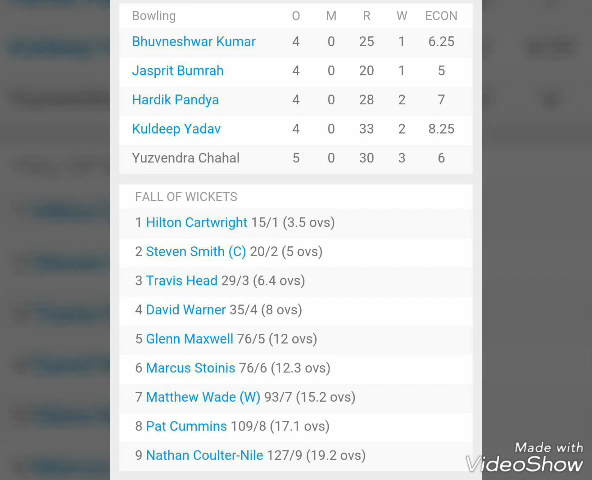 Bowling O M R W ECON
Bhuvneshwar Kumar 4 0 25 1 6.25
Jasprit Bumrah 4 0 20 1 5
Hardik Pandya 4 0 28 2 7
Kuldeep Yadav 4 0 33 2 8.25
Yuzvendra Chahal 5 0 30 3 6
FALL OF WICKETS
1 Hilton Cartwright 15/1 (3.5 ovs)
2 Steven Smith (C) 20/2 (5 ovs)
3 Travis Head 29/3 (6.4 ovs)
4 David Warner 35/4 (8 ovs)
5 Glenn Maxwell 76/5 (12 ovs)
6 Marcus Stoinis 76/6 (12.3 ovs)
7 Matthew Wade (W) 93/7 (15.2 ovs)
8 Pat Cummins 109/8 (17.1 ovs)
9 Nathan Coulter-Nile 127/9 (19.2 ovs)
Made with
VideoShow